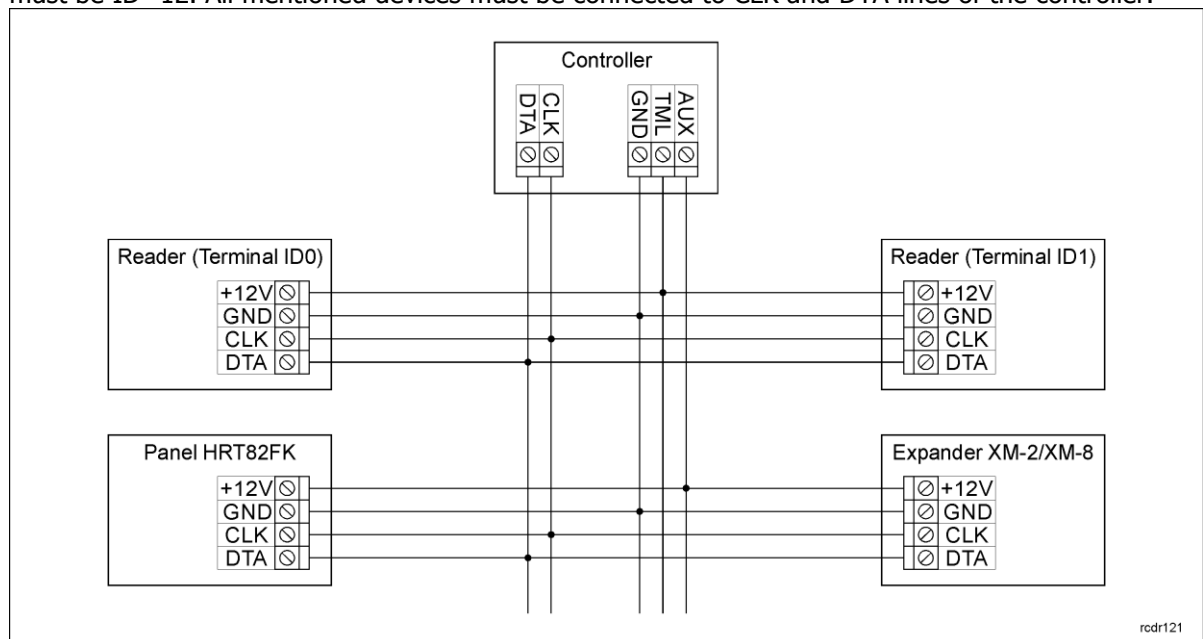 must be ID=12. All mentioned devices must be connected to CLK and DTA lines of the controller.
Controller
DTA
CLK
GND
TML
AUX
Reader (Terminal ID0)
+12V
GND
CLK
DTA
Reader (Terminal ID1)
+12V
GND
CLK
DTA
Panel HRT82FK
+12V
GND
CLK
DTA
Expander XM-2/XM-8
+12V
GND
CLK
DTA
rcdr121